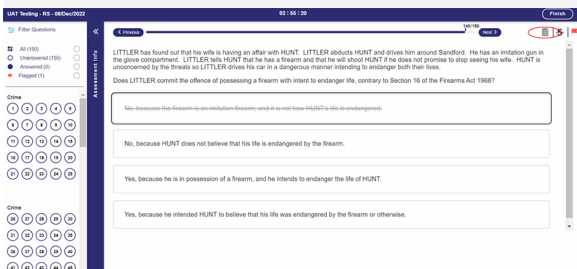 UAT Testing - RS - 08/Dec/2022
02 : 55 : 20
Finish
Filter Questions
All (150)
Unanswered (150)
Answered (0)
Flagged (1)
Crime
1 2 3 4 5
6 7 8 9 10
11 12 13 14 15
16 17 18 19 20
21 22 23 24 25
Crime
26 27 28 29 30
31 32 33 34 35
36 37 38 39 40
41 42 43 44 45
Assessment Info
Previous
140/150
Next
LITTLER has found out that his wife is having an affair with HUNT. LITTLER abducts HUNT and drives him around Sandford. He has an imitation gun in
the glove compartment. LITTLER tells HUNT that he has a firearm and that he will shoot HUNT if he does not promise to stop seeing his wife. HUNT is
unconcerned by the threats so LITTLER drives his car in a dangerous manner intending to endanger both their lives.
Does LITTLER commit the offence of possessing a firearm with intent to endanger life, contrary to Section 16 of the Firearms Act 1968?
No, because the firearm is an imitation firearm, and it is not how HUNT's life is endangered.
No, because HUNT does not believe that his life is endangered by the firearm.
Yes, because he is in possession of a firearm, and he intends to endanger the life of HUNT.
Yes, because he intended HUNT to believe that his life was endangered by the firearm or otherwise.